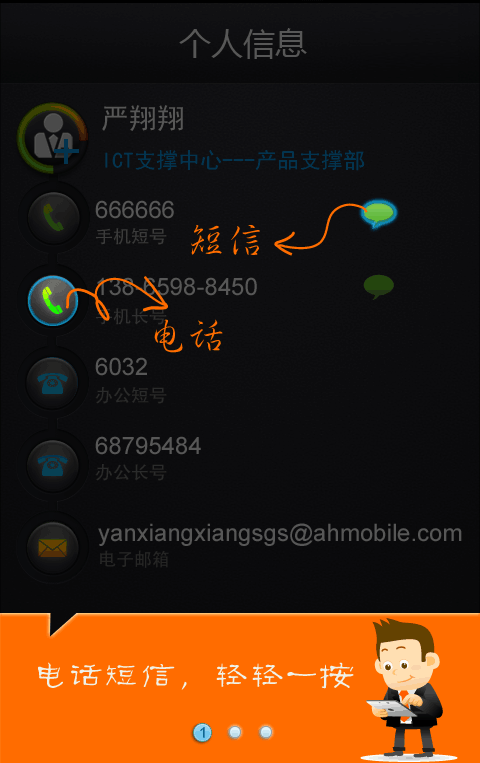 个人信息
严翔翔
ICT支撑中心---产品支撑部
666666
手机短号
短信
138-6598-8450
手机长号
电话
6032
办公短号
68795484
办公长号
yanxiangxiangsgs@ahmobile.com
电子邮箱
电话短信，轻轻一按
1